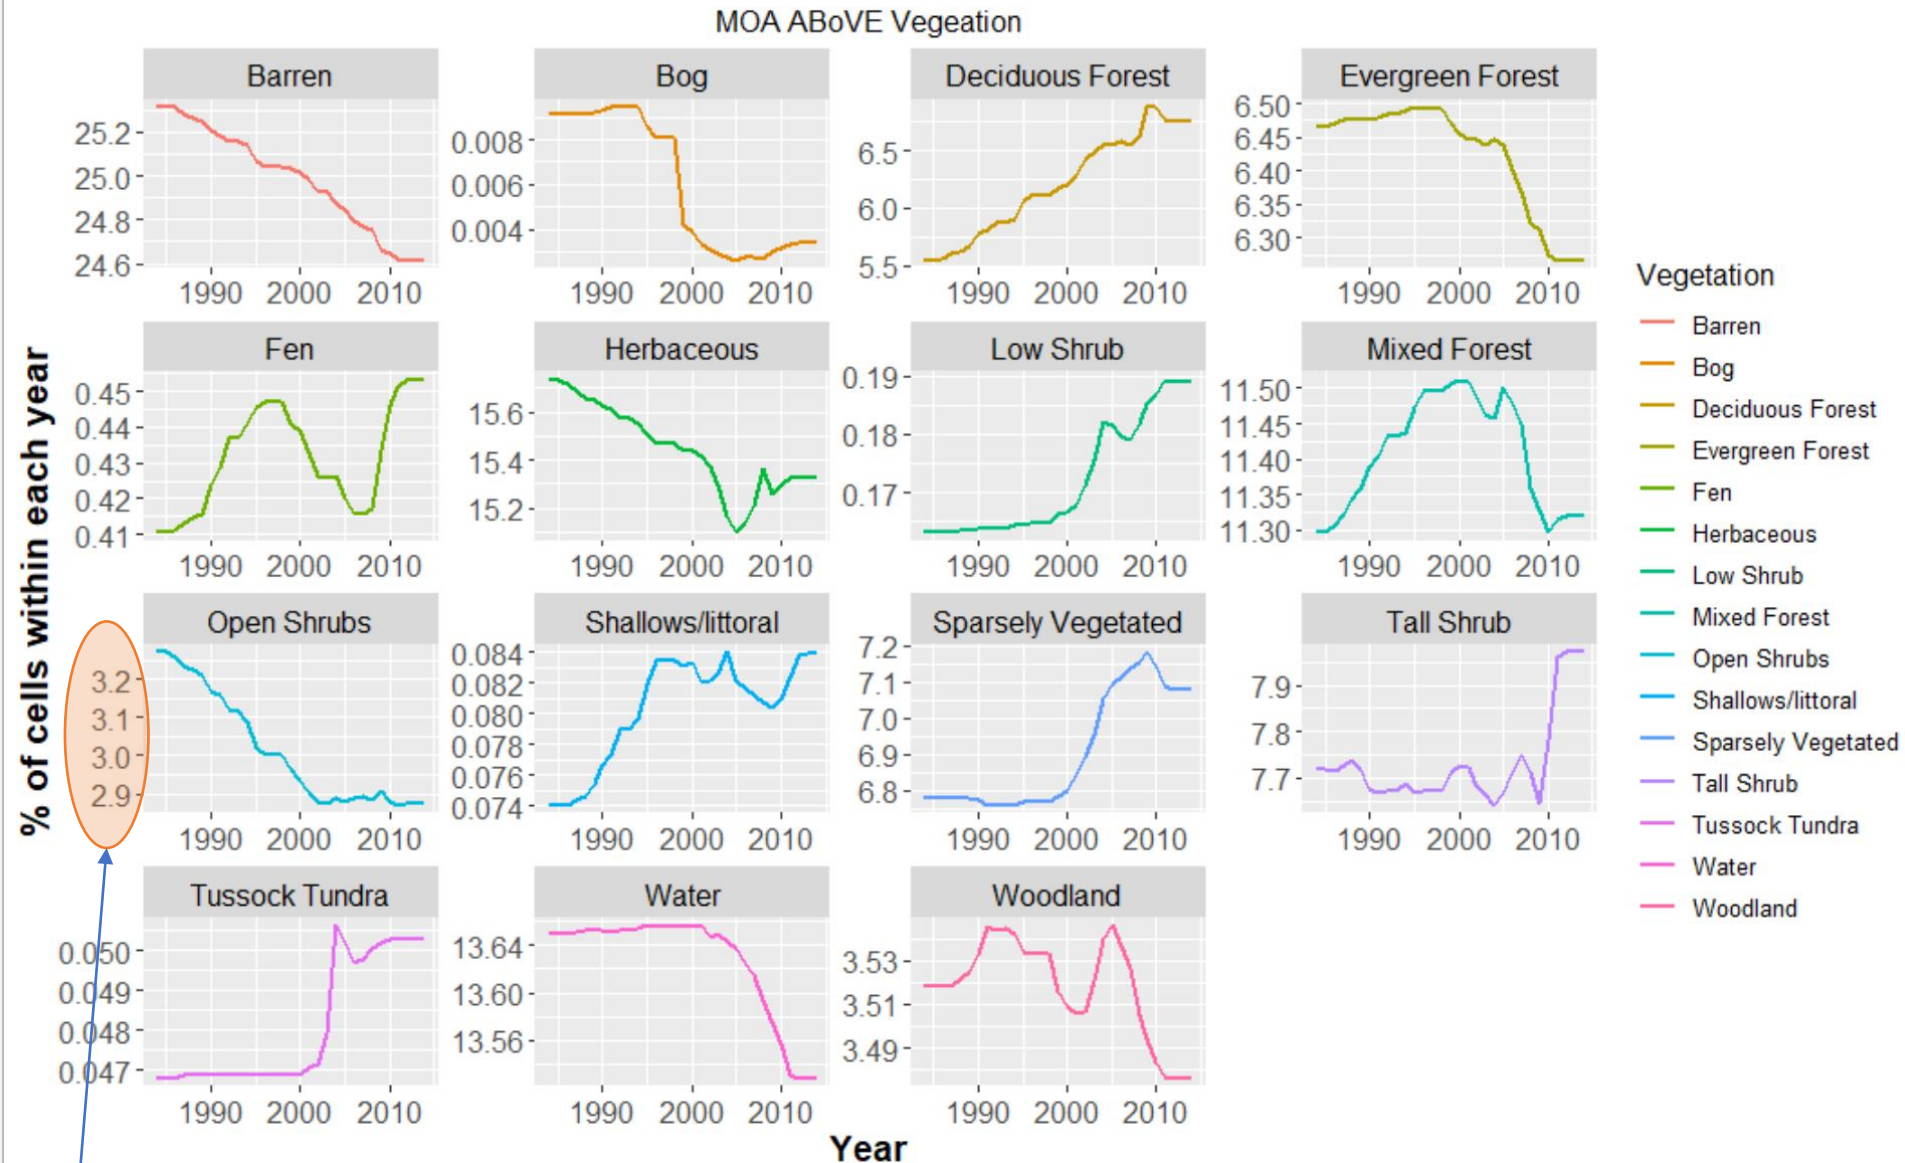 MOA ABoVE Vegeation
% of cells within each year
Barren
25.2
25.0
24.8
24.6
1990 2000 2010
Bog
0.008
0.006
0.004
1990 2000 2010
Deciduous Forest
6.5
6.0
5.5
1990 2000 2010
Evergreen Forest
6.50
6.45
6.40
6.35
6.30
1990 2000 2010
Fen
0.45
0.44
0.43
0.42
0.41
1990 2000 2010
Herbaceous
15.6
15.4
15.2
1990 2000 2010
Low Shrub
0.19
0.18
0.17
1990 2000 2010
Mixed Forest
11.50
11.45
11.40
11.35
11.30
1990 2000 2010
Open Shrubs
3.2
3.1
3.0
2.9
1990 2000 2010
Shallows/littoral
0.084
0.082
0.080
0.078
0.076
0.074
1990 2000 2010
Sparsely Vegetated
7.2
7.1
7.0
6.9
6.8
1990 2000 2010
Tall Shrub
7.9
7.8
7.7
1990 2000 2010
Tussock Tundra
0.050
0.049
0.048
0.047
1990 2000 2010
Water
13.64
13.60
13.56
1990 2000 2010
Woodland
3.53
3.51
3.49
1990 2000 2010
Year
Vegetation
Barren
Bog
Deciduous Forest
Evergreen Forest
Fen
Herbaceous
Low Shrub
Mixed Forest
Open Shrubs
Shallows/littoral
Sparsely Vegetated
Tall Shrub
Tussock Tundra
Water
Woodland